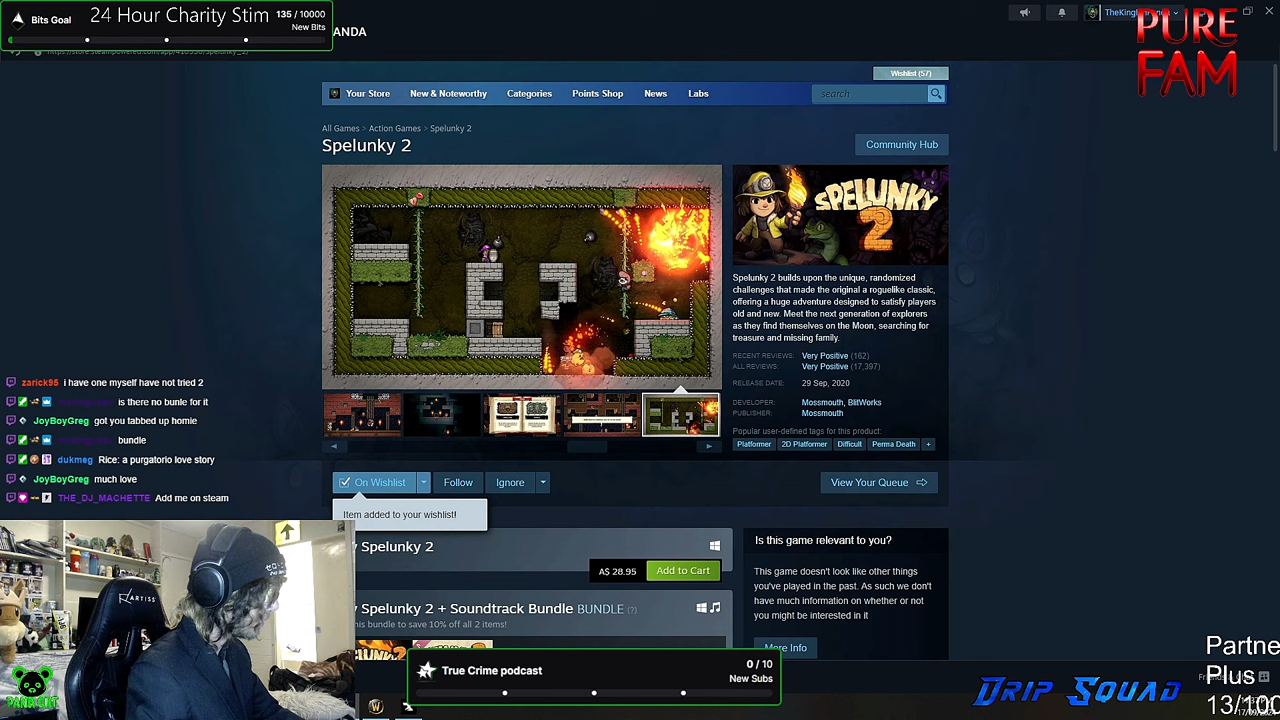 Bits Goal
24 Hour Charity Stim
135 / 10000
New Bits
ANDA
PURE
FAM
Wishlist (57)
Your Store
New & Noteworthy
Categories
Points Shop
News
Labs
search
All Games > Action Games > Spelunky 2
Spelunky 2
Community Hub
SPELUNKY
2
Spelunky 2 builds upon the unique, randomized
challenges that made the original a roguelike classic,
offering a huge adventure designed to satisfy players
old and new. Meet the next generation of explorers
as they find themselves on the Moon, searching for
treasure and missing family.
RECENT REVIEWS: Very Positive (162)
ALL REVIEWS: Very Positive (17,397)
RELEASE DATE: 29 Sep, 2020
DEVELOPER: Mossmouth, BlitWorks
PUBLISHER: Mossmouth
Popular user-defined tags for this product:
Platformer
2D Platformer
Difficult
Perma Death
+
zarick95 i have one myself have not tried 2
is there no bunle for it
JoyBoyGreg got you tabbed up homie
bundle
dukmeg Rice: a purgatorio love story
JoyBoyGreg much love
THE_DJ_MACHETTE Add me on steam
On Wishlist
Follow
Ignore
View Your Queue
Item added to your wishlist!
Spelunky 2
A$ 28.95
Add to Cart
Spelunky 2 + Soundtrack Bundle BUNDLE (?)
this bundle to save 10% off all 2 items!
Is this game relevant to you?
This game doesn't look like other things
you've played in the past. As such we don't
have much information on whether or not
you might be interested in it
More Info
ARTISS
True Crime podcast
0 / 10
New Subs
DRIP SQUAD
Partne
Plus
13/100